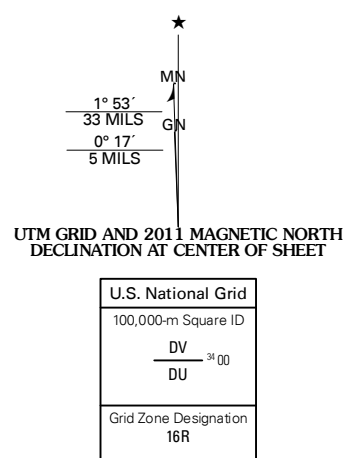 MN
1° 53´
33 MILS
GN
0° 17´
5 MILS
UTM GRID AND 2011 MAGNETIC NORTH
DECLINATION AT CENTER OF SHEET
U.S. National Grid
100,000-m Square ID
DV
34 00
DU
Grid Zone Designation
16R